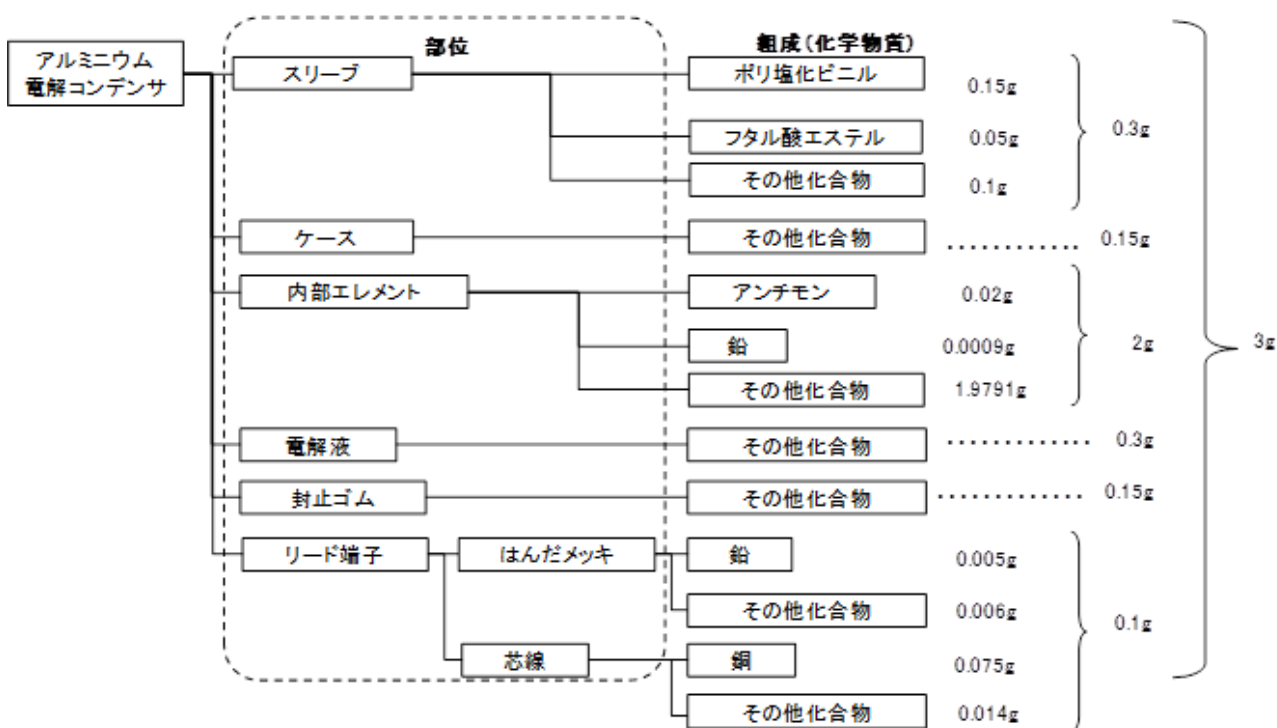 部位
組成(化学物質)
アルミニウム
電解コンデンサ
スリーブ
ポリ塩化ビニル
0.15g
フタル酸エステル
0.05g
0.3g
その他化合物
0.1g
ケース
その他化合物
0.15g
内部エレメント
アンチモン
0.02g
鉛
0.0009g
2g
3g
その他化合物
1.9791g
電解液
その他化合物
0.3g
封止ゴム
その他化合物
0.15g
リード端子
はんだメッキ
鉛
0.005g
その他化合物
0.006g
0.1g
芯線
銅
0.075g
その他化合物
0.014g